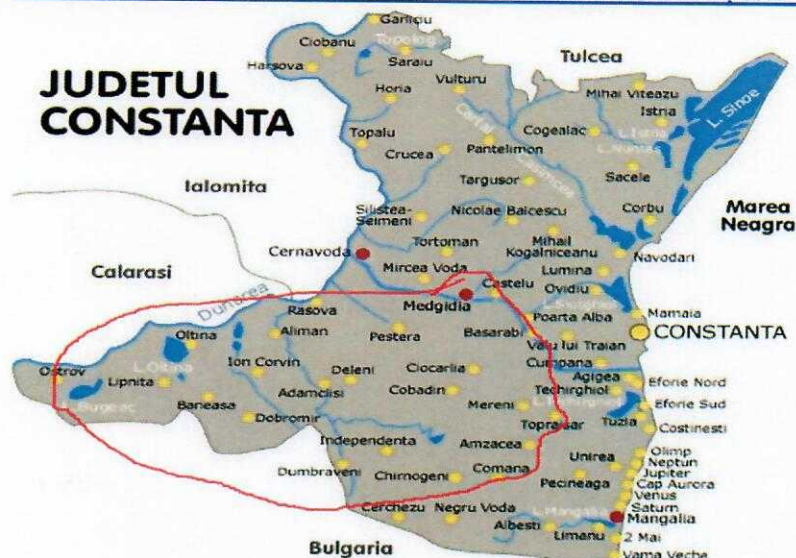 Garliciu
Ciobanu
Topolog
Harsova
Saraiu
Tulcea
JUDETUL
CONSTANTA
Vulturu
Horia
Mihai Viteazu
Istria
L. Sinoe
Topalu
Cogealac
L. Istria
L. Nuntasi
Crucea
Pantelimon
Casimcea
Sacele
Targusor
Ialomita
Silistea-
Seimeni
Nicolae Balcescu
Corbu
Marea
Neagra
Cernavoda
Tortoman
Mihail
Kogalniceanu
Navodari
Calarasi
Mircea Voda
Lumina
Castelu
Ovidiu
Dunarea
Rasova
Medgidia
Mamaia
Poarta Alba
CONSTANTA
Oltina
Aliman
Pestera
Basarabi
Valu lui Traian
Cumpana
Ostrov
L. Oltina
Ion Corvin
Ciocarlia
Agigea
Eforie Nord
Lipnita
Deleni
Techirghiol
L. Bugeac
Adamclisi
Cobadin
L. Techirghiol
Eforie Sud
Baneasa
Mereni
Dobromir
Topraisar
Tuzla
Costinesti
Independenta
Amzacea
Olimp
Neptun
Dumbraveni
Unirea
Jupiter
Comana
Cap Aurora
Chirnogeni
Pecineaga
Venus
Saturn
Cerchezu
Negru Voda
L. Mangalia
Mangalia
Albesti
Limanu
2 Mai
Bulgaria
Vama Veche